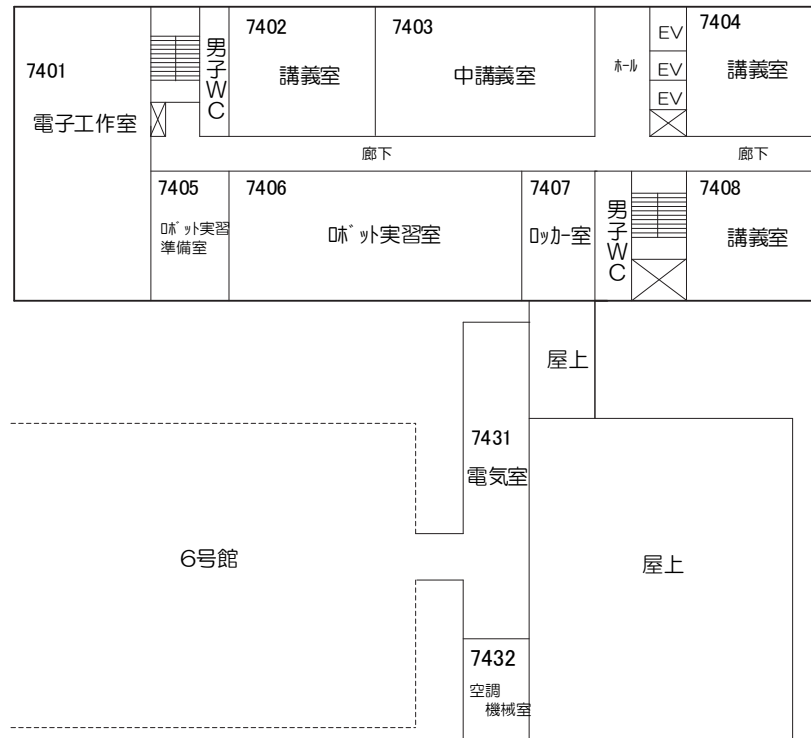 7401
電子工作室
男子WC
7402
講義室
7403
中講義室
ホール
EV
EV
EV
7404
講義室
廊下
廊下
7405
ロボット実習
準備室
7406
ロボット実習室
7407
ロッカー室
男子WC
7408
講義室
屋上
7431
電気室
6号館
屋上
7432
空調
機械室